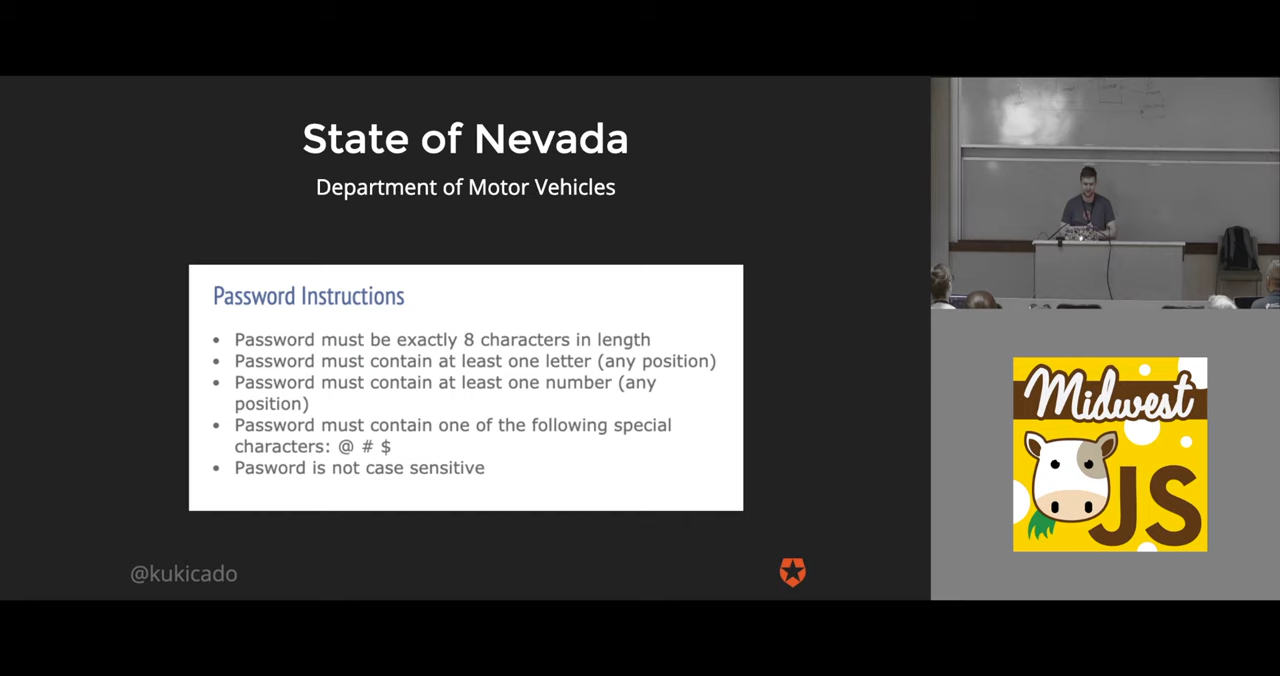 State of Nevada
Department of Motor Vehicles
Password Instructions
• Password must be exactly 8 characters in length
• Password must contain at least one letter (any position)
• Password must contain at least one number (any
position)
• Password must contain one of the following special
characters: @ # $
• Pasword is not case sensitive
@kukicado
Midwest
JS